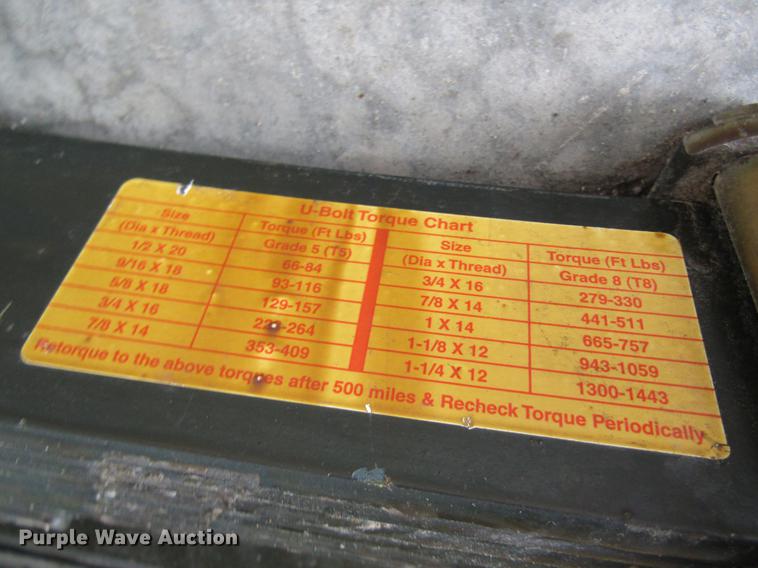 U-Bolt Torque Chart
Size Torque (Ft Lbs) Size Torque (Ft Lbs)
(Dia x Thread) Grade 5 (T5) (Dia x Thread) Grade 8 (T8)
1/2 X 20 66-84 3/4 X 16 279-330
9/16 X 18 93-116 7/8 X 14 441-511
5/8 X 18 129-157 1 X 14 665-757
3/4 X 16 -264 1-1/8 X 12 943-1059
7/8 X 14 353-409 1-1/4 X 12 1300-1443
Retorque to the above torques after 500 miles & Recheck Torque Periodically
Purple Wave Auction